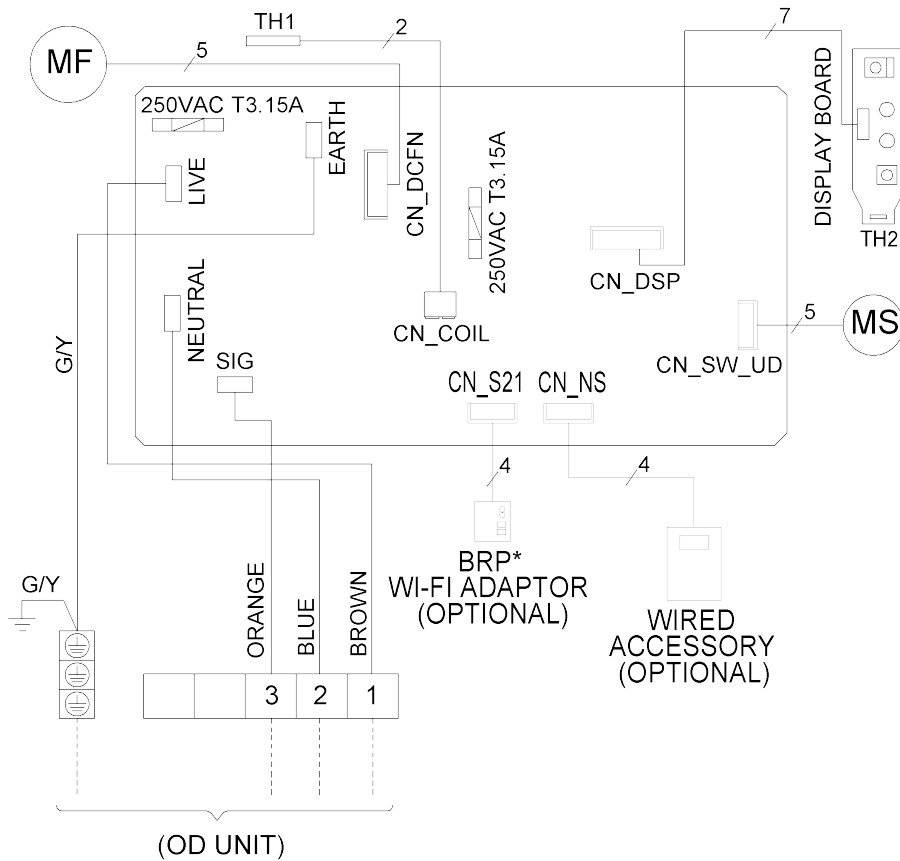 TH1
2
7
MF
5
250VAC T3.15A
EARTH
LIVE
CN_DCFN
250VAC T3.15A
DISPLAY BOARD
TH2
CN_DSP
NEUTRAL
CN_COIL
5
MS
G/Y
SIG
CN_SW_UD
CN_S21
CN_NS
4
4
BRP*
WI-FI ADAPTOR
(OPTIONAL)
WIRED
ACCESSORY
(OPTIONAL)
G/Y
ORANGE
BLUE
BROWN
3
2
1
(OD UNIT)